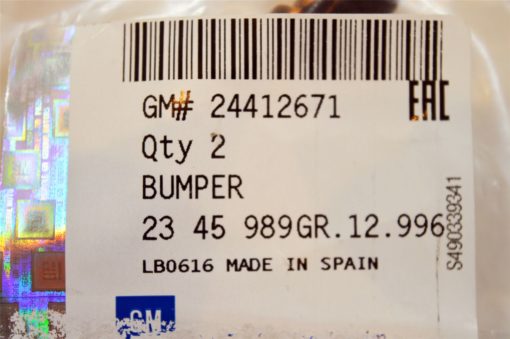 GM# 24412671
EAC
Qty 2
BUMPER
23 45 989GR.12.996
LB0616 MADE IN SPAIN
S490339341
GM